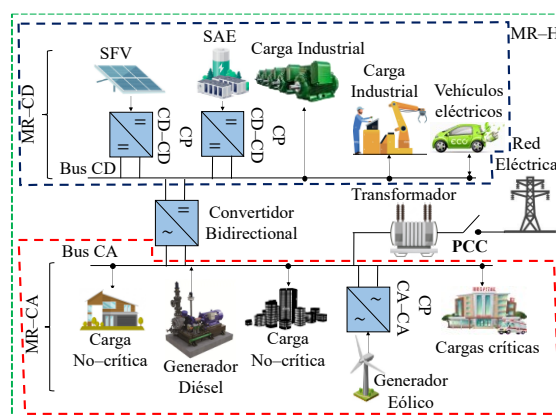 MR–H
SFV
SAE
Carga Industrial
Carga
Industrial
Vehículos
eléctricos
MR–CD
CD–CD
CP
CD–CD
CP
Bus CD
Red
Eléctrica
Transformador
Convertidor
Bidireccional
PCC
Bus CA
MR–CA
CA–CA
CP
HOSPITAL
Carga
No–crítica
Generador
Diésel
Carga
No–crítica
Generador
Eólico
Cargas críticas